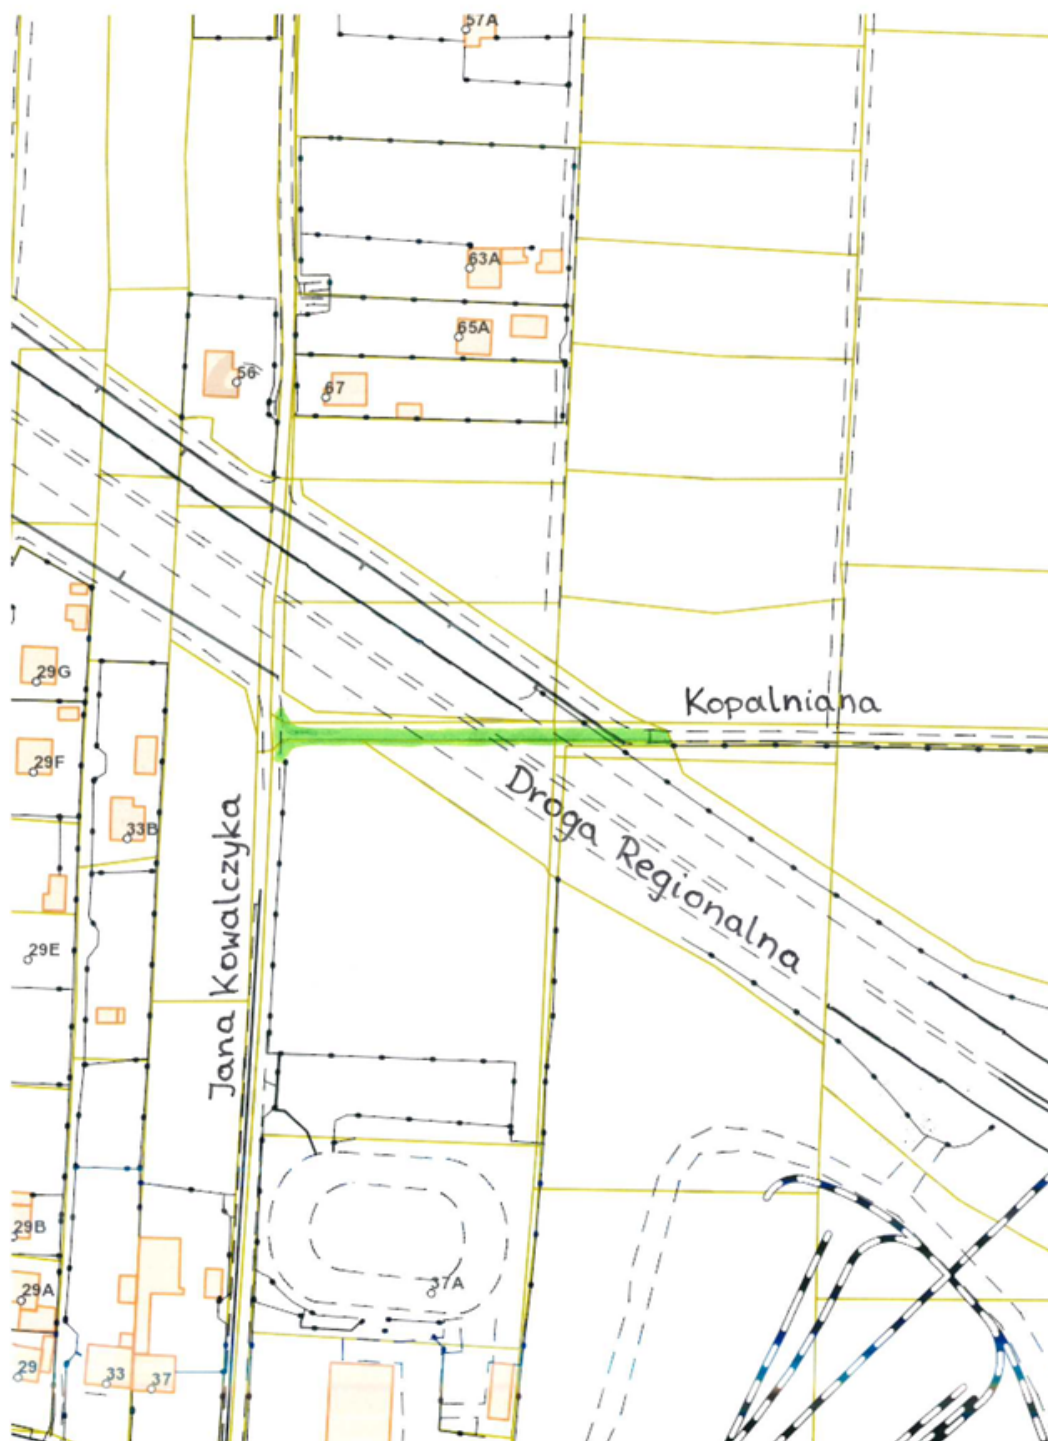 57A
63A
65A
56
67
29G
Kopalniana
29F
33B
Droga Regionalna
Jana Kowalczyka
29E
29B
29A
37A
29
33
37